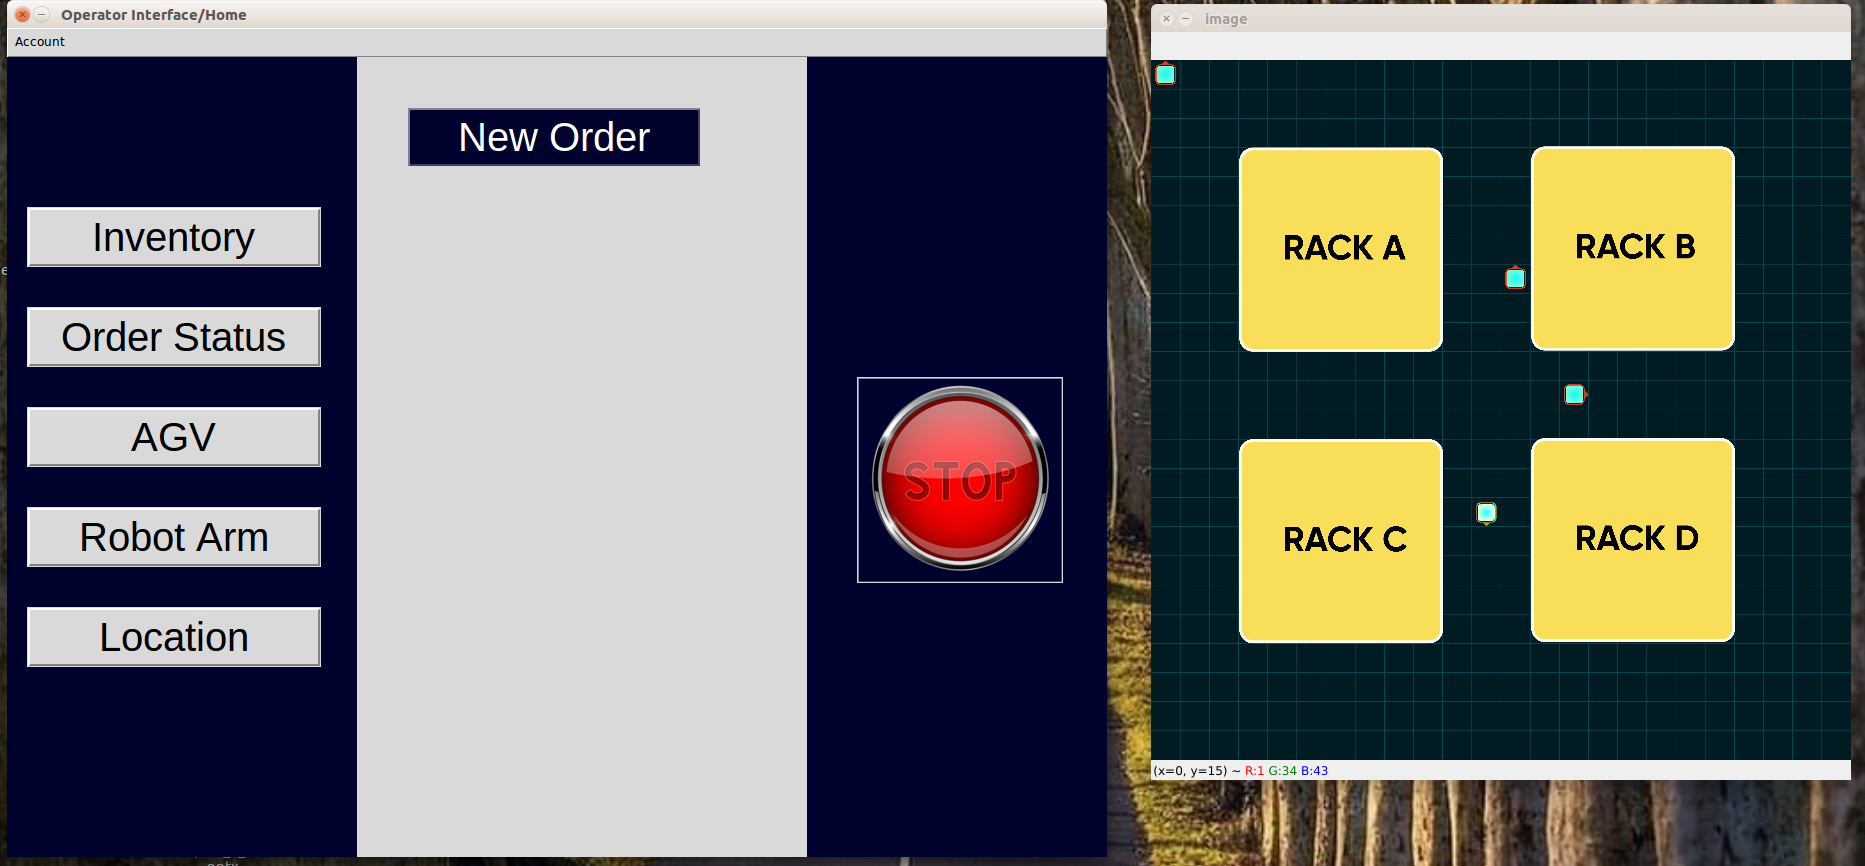 Operator Interface/Home
Account
New Order
Inventory
Order Status
AGV
Robot Arm
Location
STOP
image
RACK A
RACK B
RACK C
RACK D
(x=0, y=15) ~ R:1 G:34 B:43